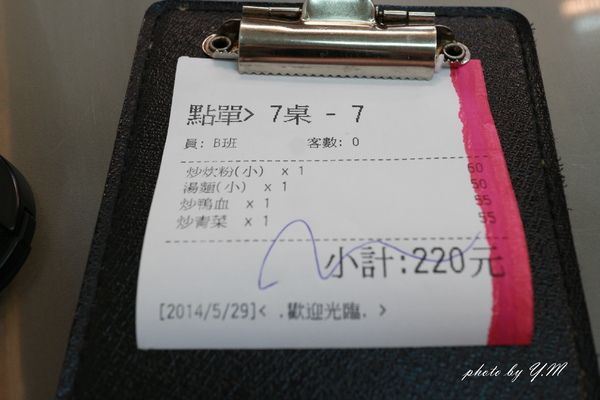 點單> 7桌 - 7
員: B班 客數: 0
炒炊粉(小) x 1 60
湯麵(小) x 1 50
炒鴨血 x 1 55
炒青菜 x 1 55
小計:220元
[2014/5/29]< .歡迎光臨. >
photo by Y.M